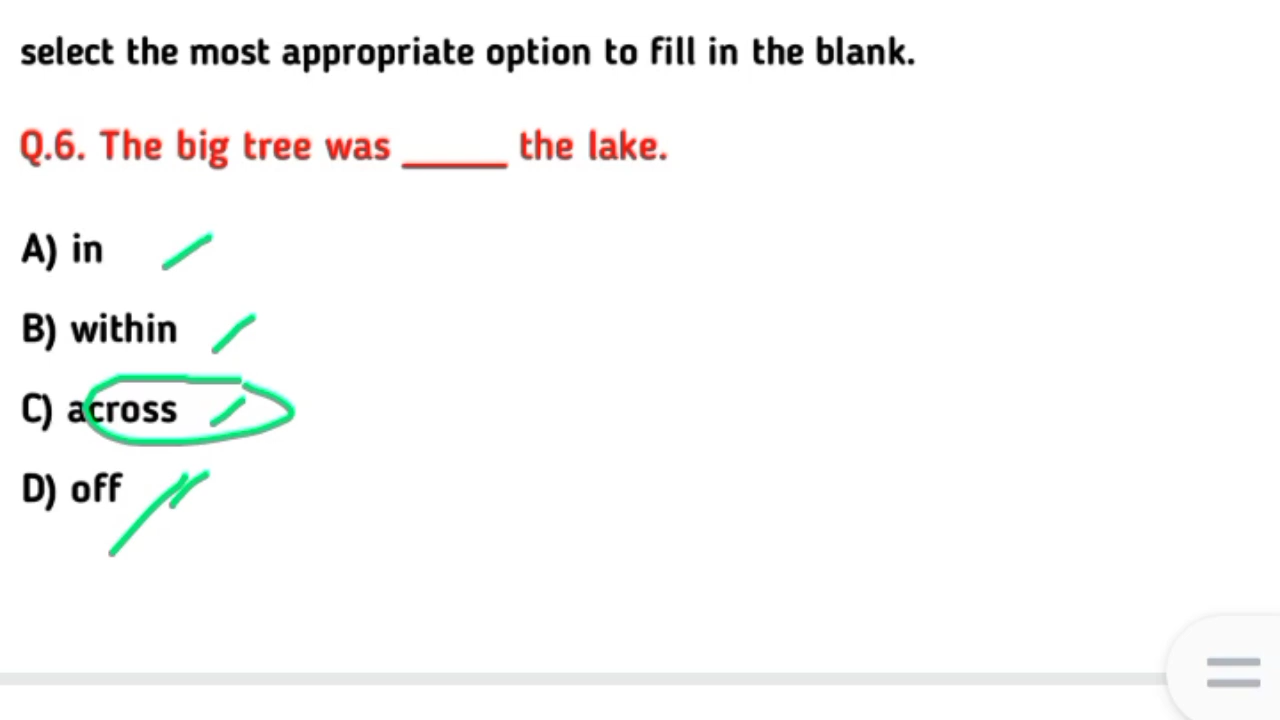 select the most appropriate option to fill in the blank.
Q.6. The big tree was _____ the lake.
A) in
B) within
C) across
D) off